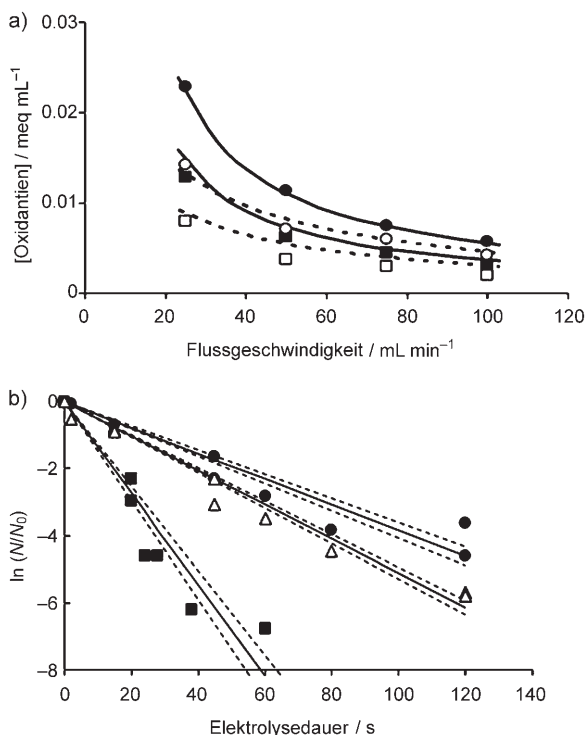 a)
0.03
0.02
0.01
0
[Oxidantien] / meq mL⁻¹
0 20 40 60 80 100 120
Flussgeschwindigkeit / mL min⁻¹
b)
0
−2
−4
−6
−8
ln (N/N₀)
0 20 40 60 80 100 120 140
Elektrolysedauer / s